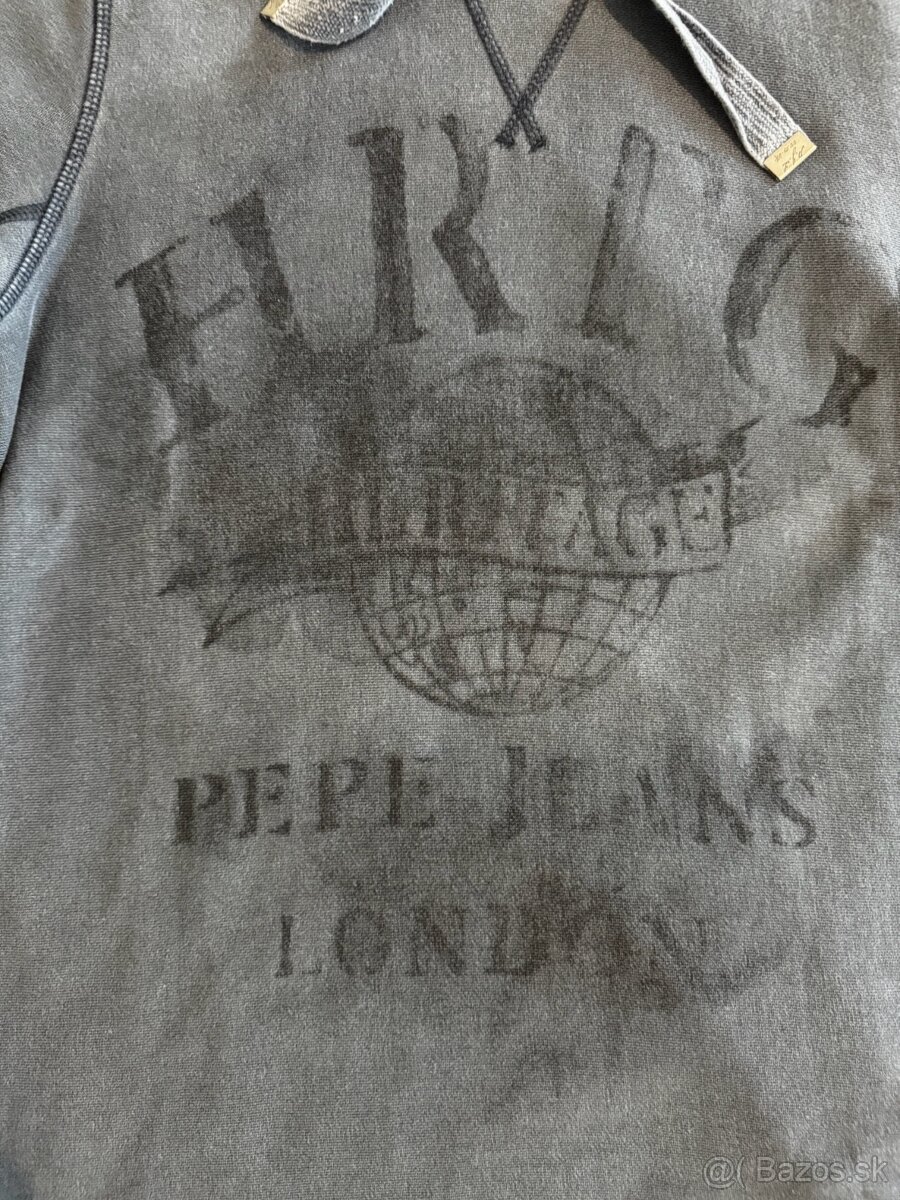 HRTG
HERITAGE
PEPE JEANS
LONDON
@( Bazos.sk